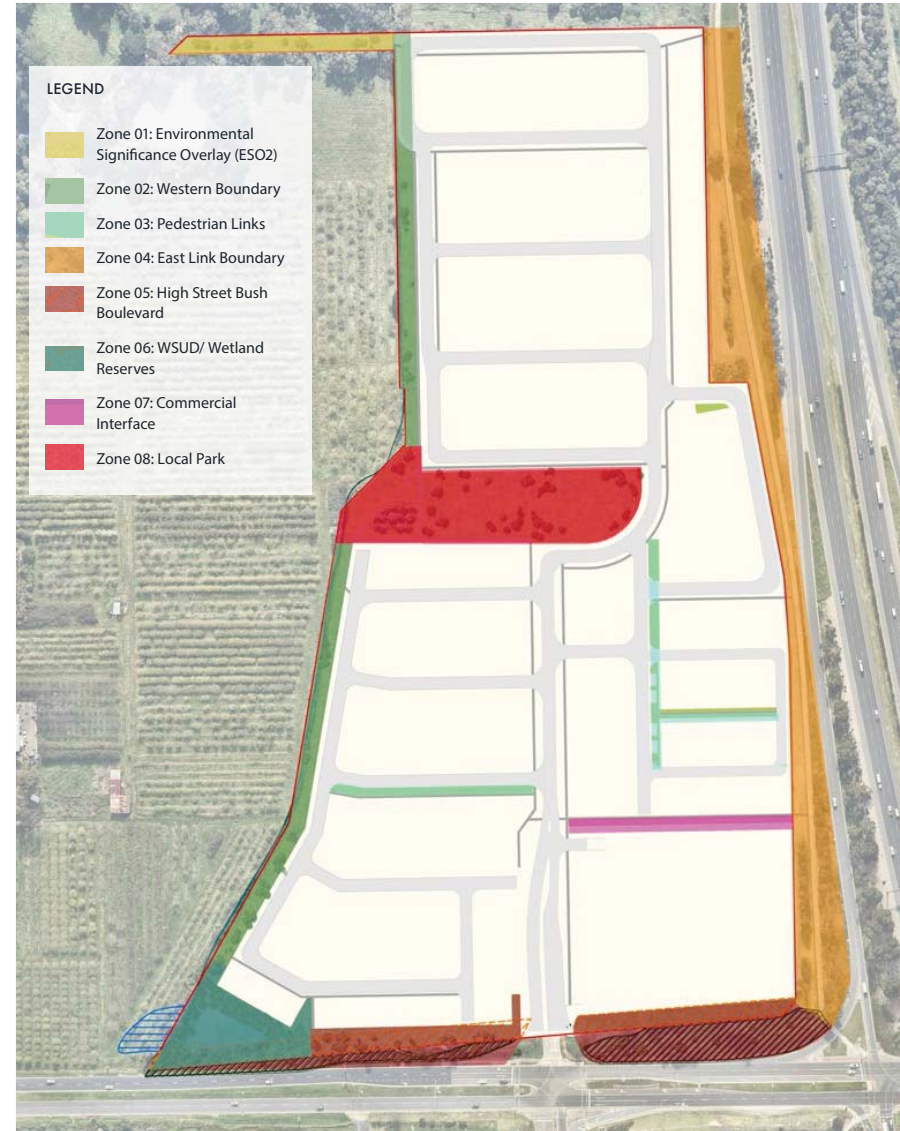 LEGEND
Zone 01: Environmental
Significance Overlay (ESO2)
Zone 02: Western Boundary
Zone 03: Pedestrian Links
Zone 04: East Link Boundary
Zone 05: High Street Bush
Boulevard
Zone 06: WSUD/ Wetland
Reserves
Zone 07: Commercial
Interface
Zone 08: Local Park